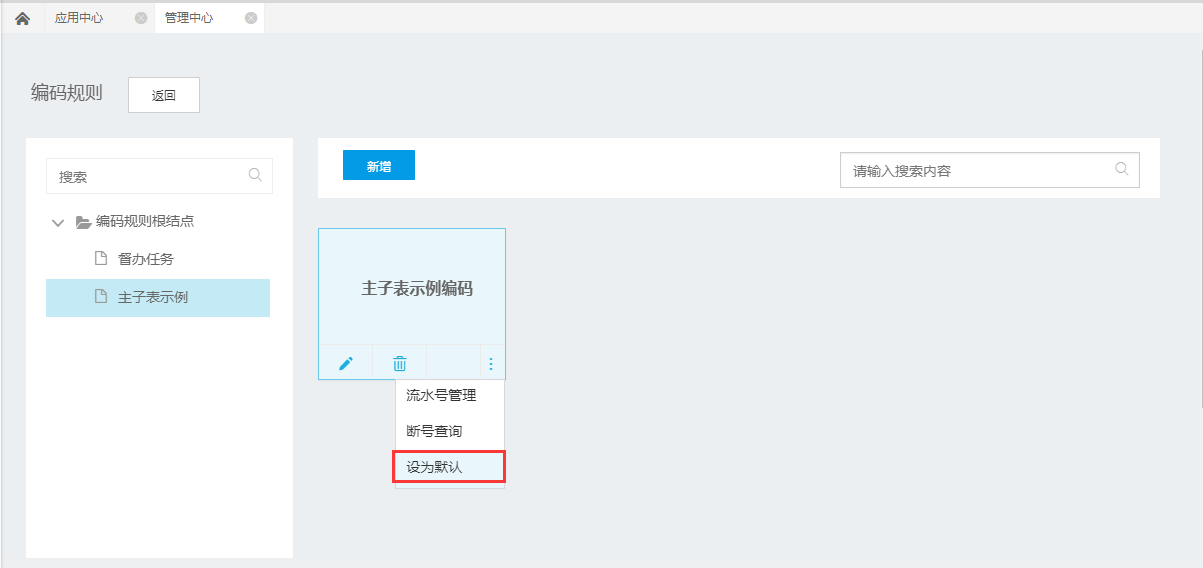 应用中心
管理中心
编码规则
返回
搜索
编码规则根结点
督办任务
主子表示例
新增
请输入搜索内容
主子表示例编码
流水号管理
断号查询
设为默认